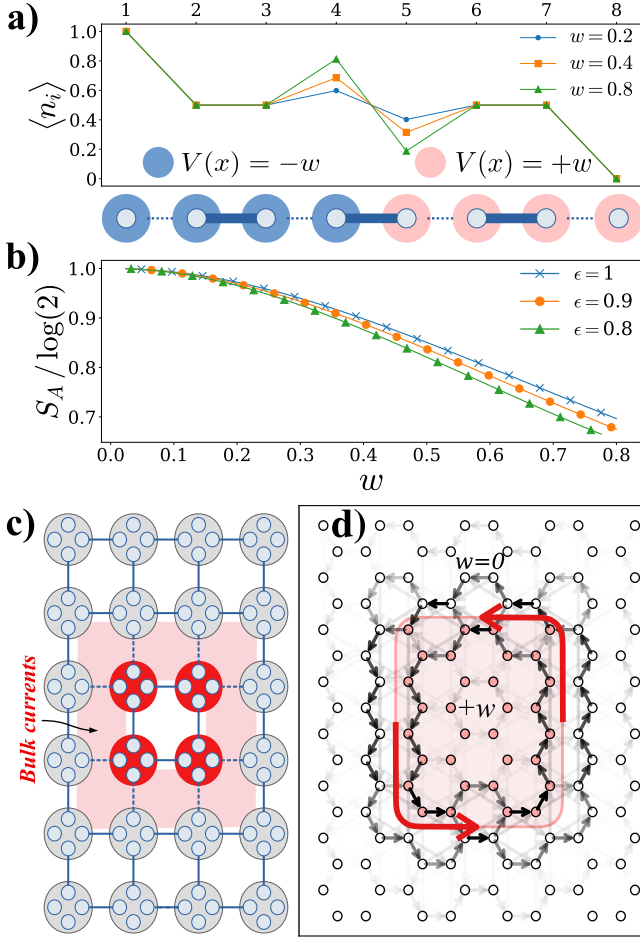 a)
1 2 3 4 5 6 7 8
1.0
0.8
0.6
0.4
0.2
0
⟨n_i⟩
w = 0.2
w = 0.4
w = 0.8
V(x) = −w
V(x) = +w
b)
1.0
0.9
0.8
0.7
S_A / log(2)
ϵ = 1
ϵ = 0.9
ϵ = 0.8
0.0 0.1 0.2 0.3 0.4 0.5 0.6 0.7 0.8
w
c)
Bulk currents
d)
w=0
+w